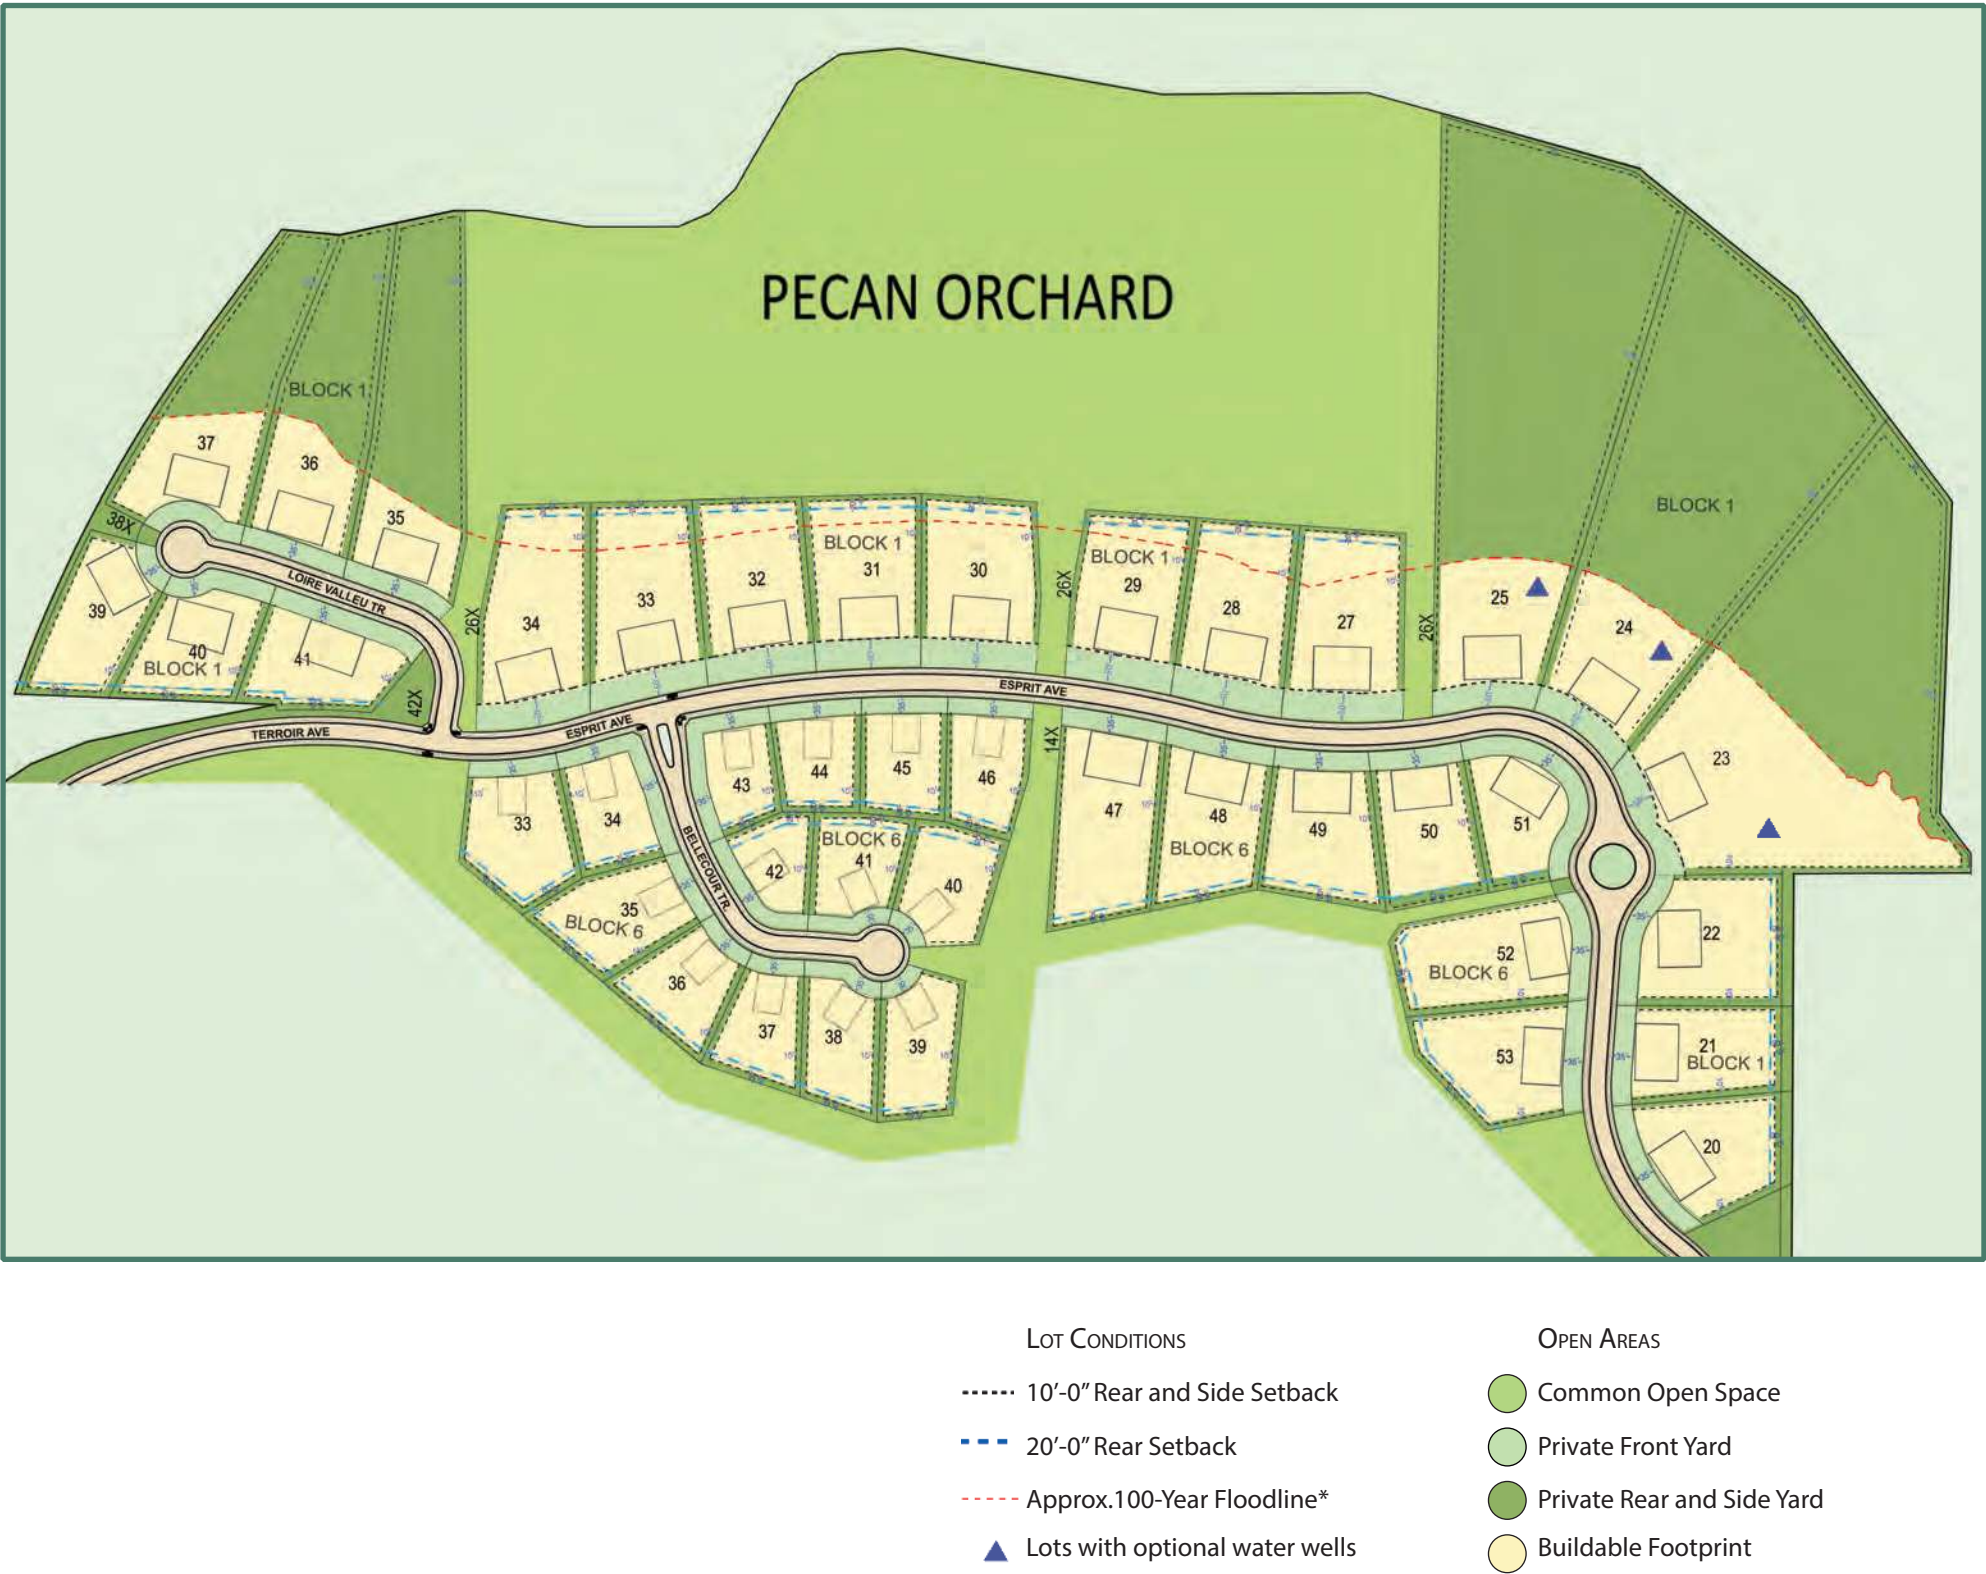 PECAN ORCHARD
BLOCK 1
37
36
35
38X
39
40
BLOCK 1
41
LOIRE VALLEU TR
42X
TERROIR AVE
26X
34
33
32
BLOCK 1
31
30
26X
BLOCK 1
29
28
27
26X
25
24
23
BLOCK 1
ESPRIT AVE
ESPRIT AVE
14X
33
34
BELLECOUR TR.
43
44
45
46
42
BLOCK 6
41
40
35
BLOCK 6
36
37
38
39
47
48
BLOCK 6
49
50
51
52
BLOCK 6
53
22
21
BLOCK 1
20
LOT CONDITIONS
10'-0" Rear and Side Setback
20'-0" Rear Setback
Approx.100-Year Floodline*
Lots with optional water wells
OPEN AREAS
Common Open Space
Private Front Yard
Private Rear and Side Yard
Buildable Footprint